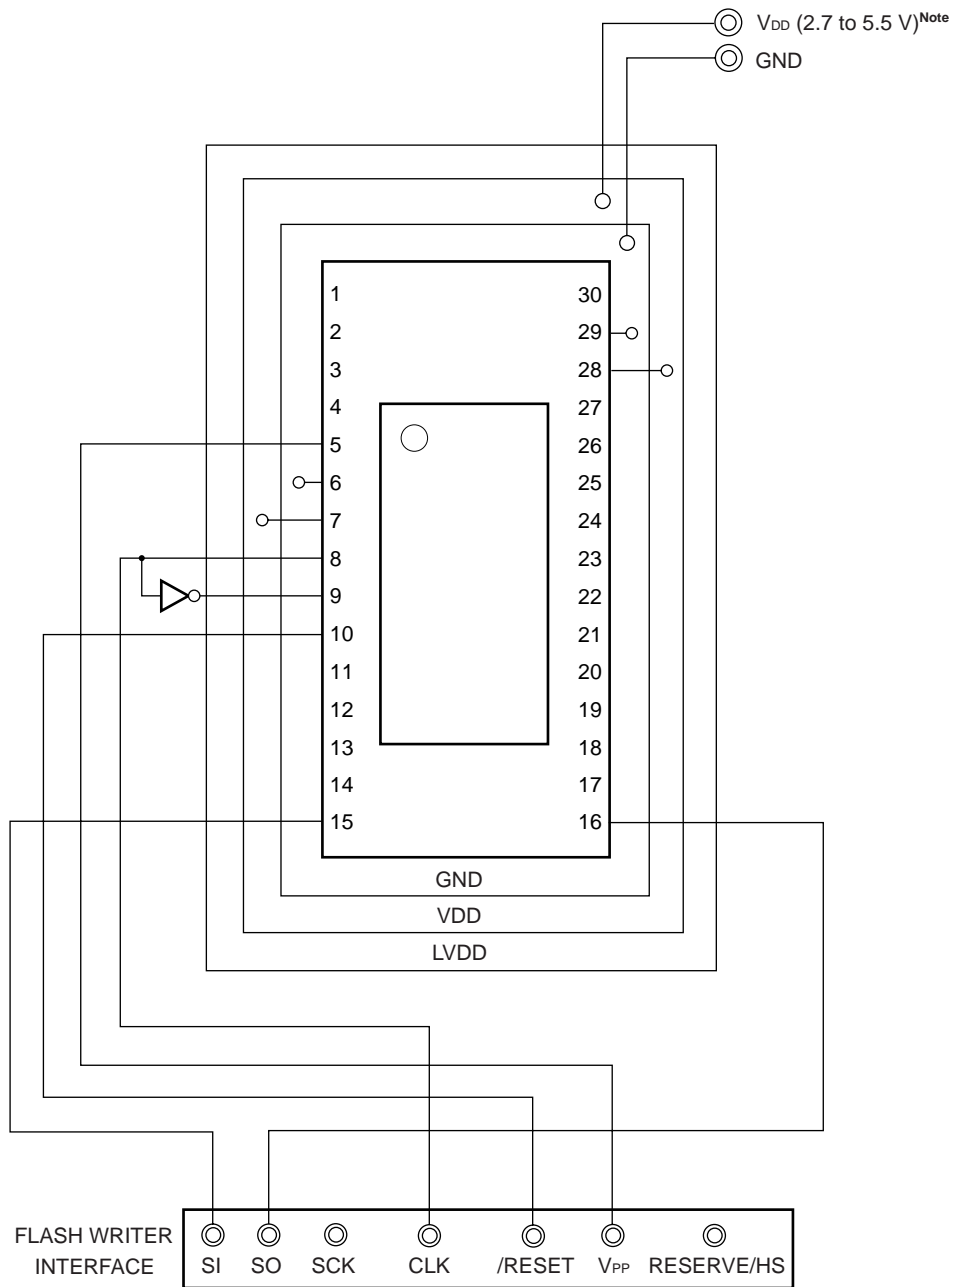 VDD (2.7 to 5.5 V)Note
GND
1 30
2 29
3 28
4 27
5 26
6 25
7 24
8 23
9 22
10 21
11 20
12 19
13 18
14 17
15 16
GND
VDD
LVDD
FLASH WRITER
INTERFACE
SI SO SCK CLK /RESET VPP RESERVE/HS